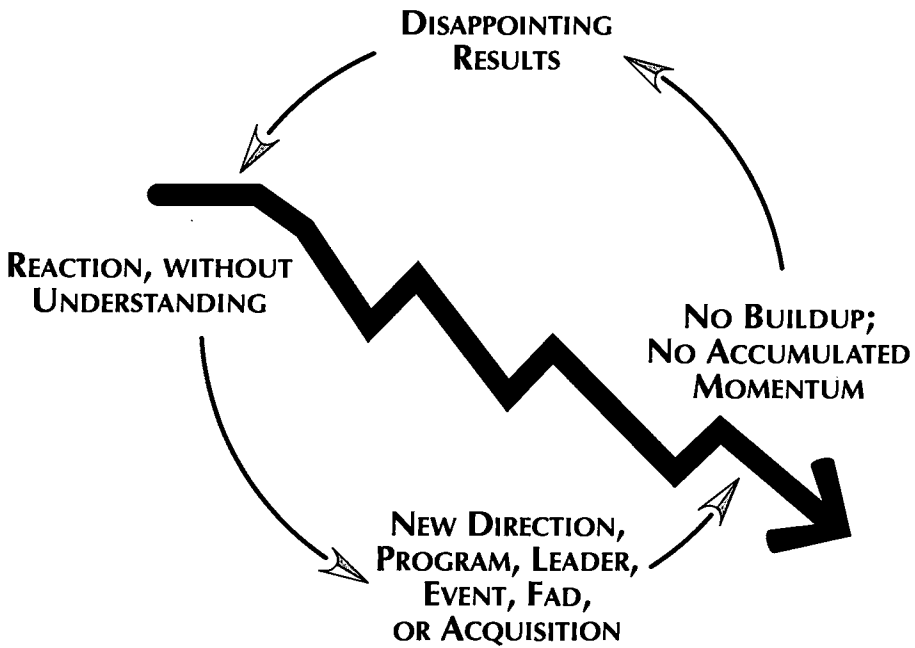 DISAPPOINTING
RESULTS
REACTION, WITHOUT
UNDERSTANDING
NO BUILDUP;
NO ACCUMULATED
MOMENTUM
NEW DIRECTION,
PROGRAM, LEADER,
EVENT, FAD,
OR ACQUISITION